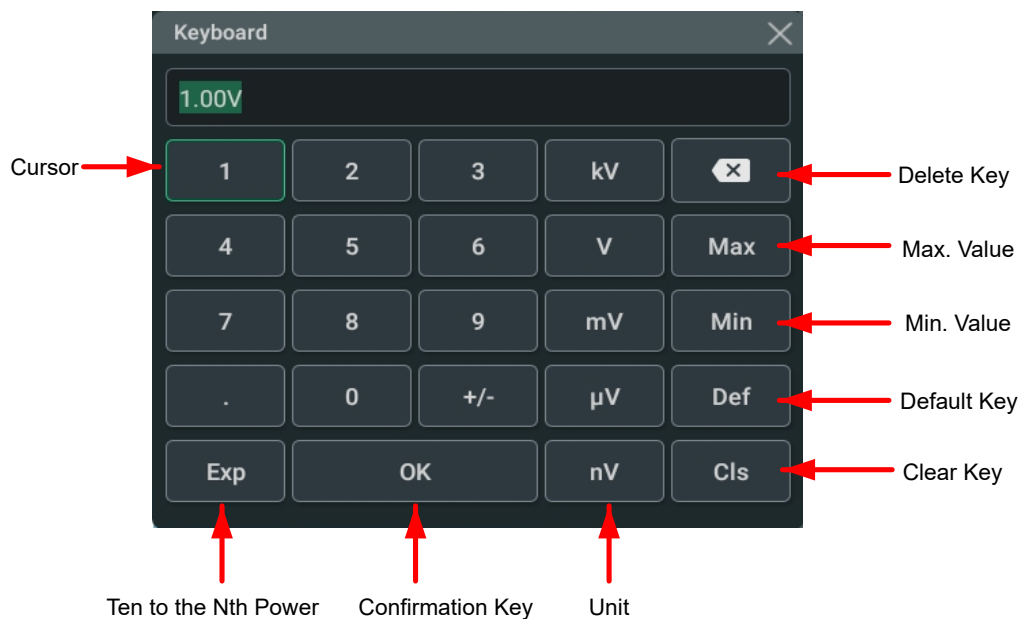 Keyboard
1.00V
Cursor 1 2 3 kV Delete Key
4 5 6 V Max Max. Value
7 8 9 mV Min Min. Value
. 0 +/- µV Def Default Key
Exp OK nV Cls Clear Key
Ten to the Nth Power Confirmation Key Unit